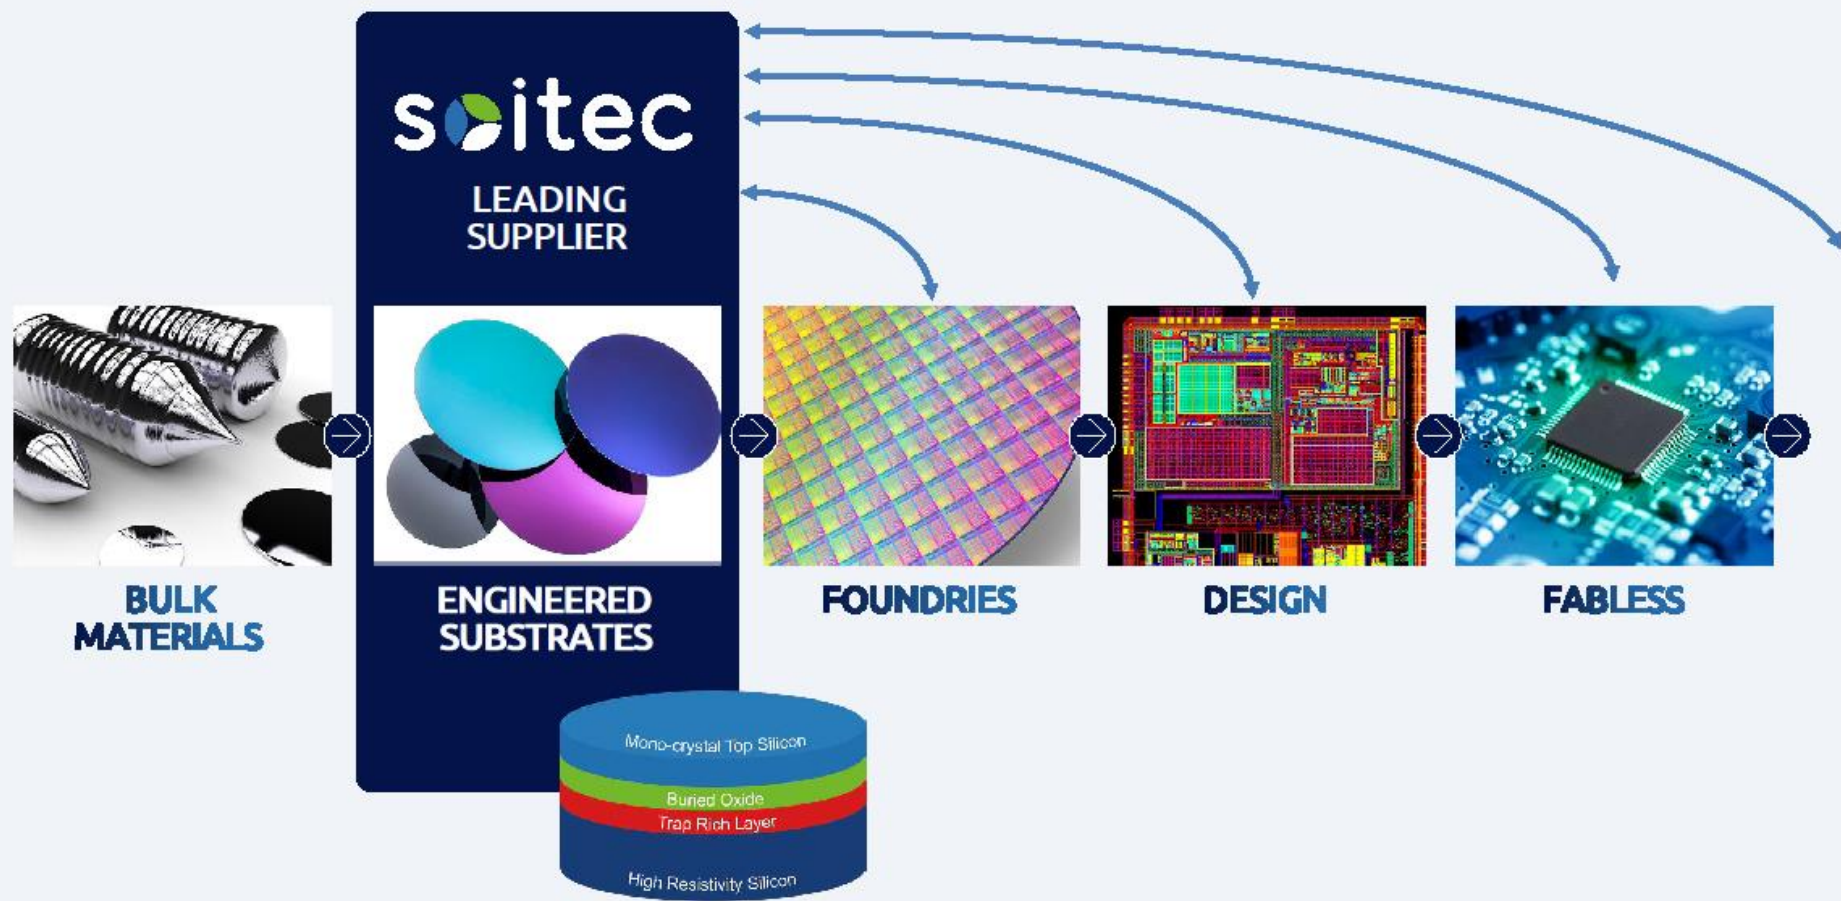 soitec
LEADING
SUPPLIER
BULK
MATERIALS
ENGINEERED
SUBSTRATES
FOUNDRIES
DESIGN
FABLESS
Mono-crystal Top Silicon
Buried Oxide
Trap Rich Layer
High Resistivity Silicon